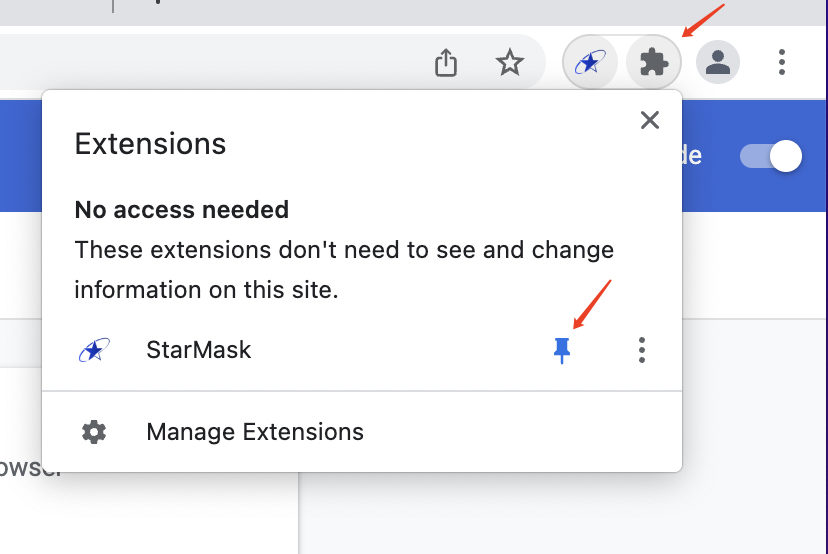 Extensions
No access needed
These extensions don't need to see and change
information on this site.
StarMask
Manage Extensions